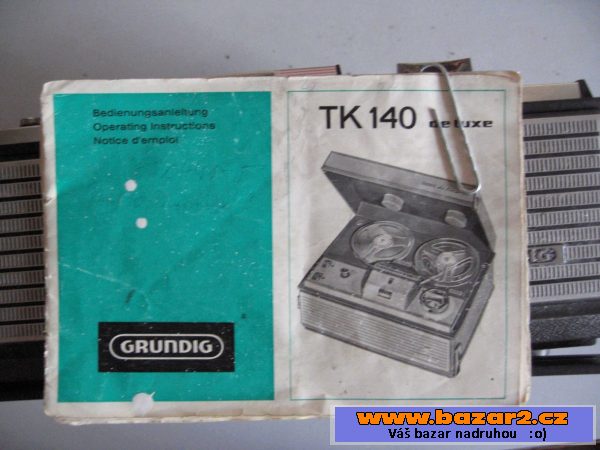 Bedienungsanleitung
Operating Instructions
Notice d'emploi
GRUNDIG
TK 140 de luxe
www.bazar2.cz
Váš bazar nadruhou :o)